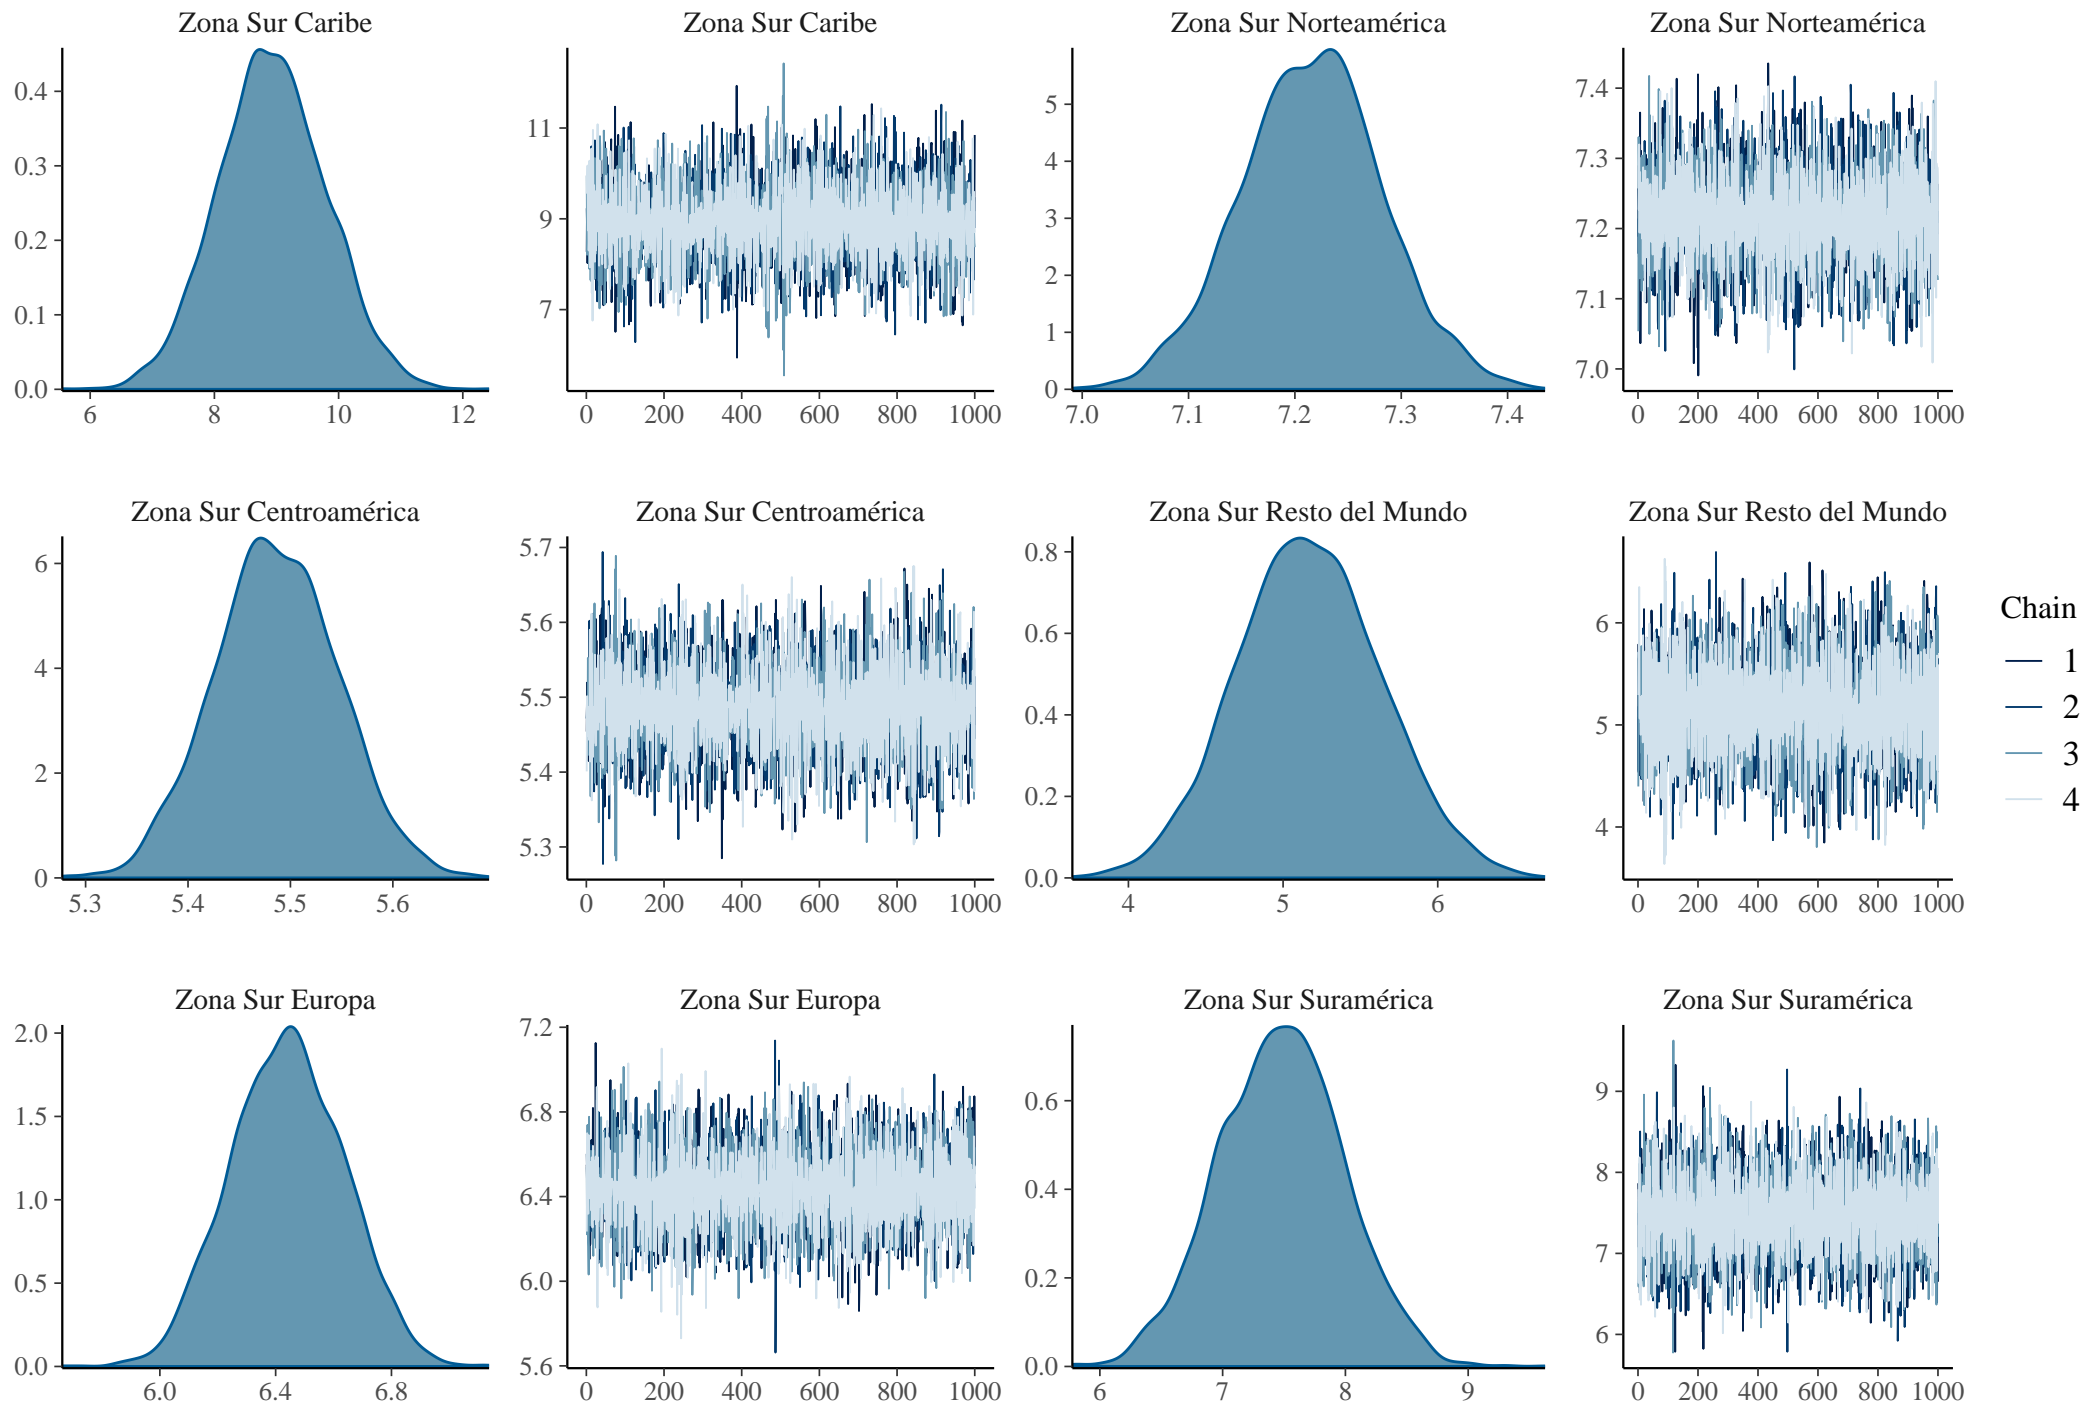 Zona Sur Caribe
0.4
0.3
0.2
0.1
0.0
6 8 10 12
Zona Sur Caribe
11
9
7
0 200 400 600 800 1000
Zona Sur Norteamérica
5
4
3
2
1
0
7.0 7.1 7.2 7.3 7.4
Zona Sur Norteamérica
7.4
7.3
7.2
7.1
7.0
0 200 400 600 800 1000
Zona Sur Centroamérica
6
4
2
0
5.3 5.4 5.5 5.6
Zona Sur Centroamérica
5.7
5.6
5.5
5.4
5.3
0 200 400 600 800 1000
Zona Sur Resto del Mundo
0.8
0.6
0.4
0.2
0.0
4 5 6
Zona Sur Resto del Mundo
6
5
4
0 200 400 600 800 1000
Chain
1
2
3
4
Zona Sur Europa
2.0
1.5
1.0
0.5
0.0
6.0 6.4 6.8
Zona Sur Europa
7.2
6.8
6.4
6.0
5.6
0 200 400 600 800 1000
Zona Sur Suramérica
0.6
0.4
0.2
0.0
6 7 8 9
Zona Sur Suramérica
9
8
7
6
0 200 400 600 800 1000